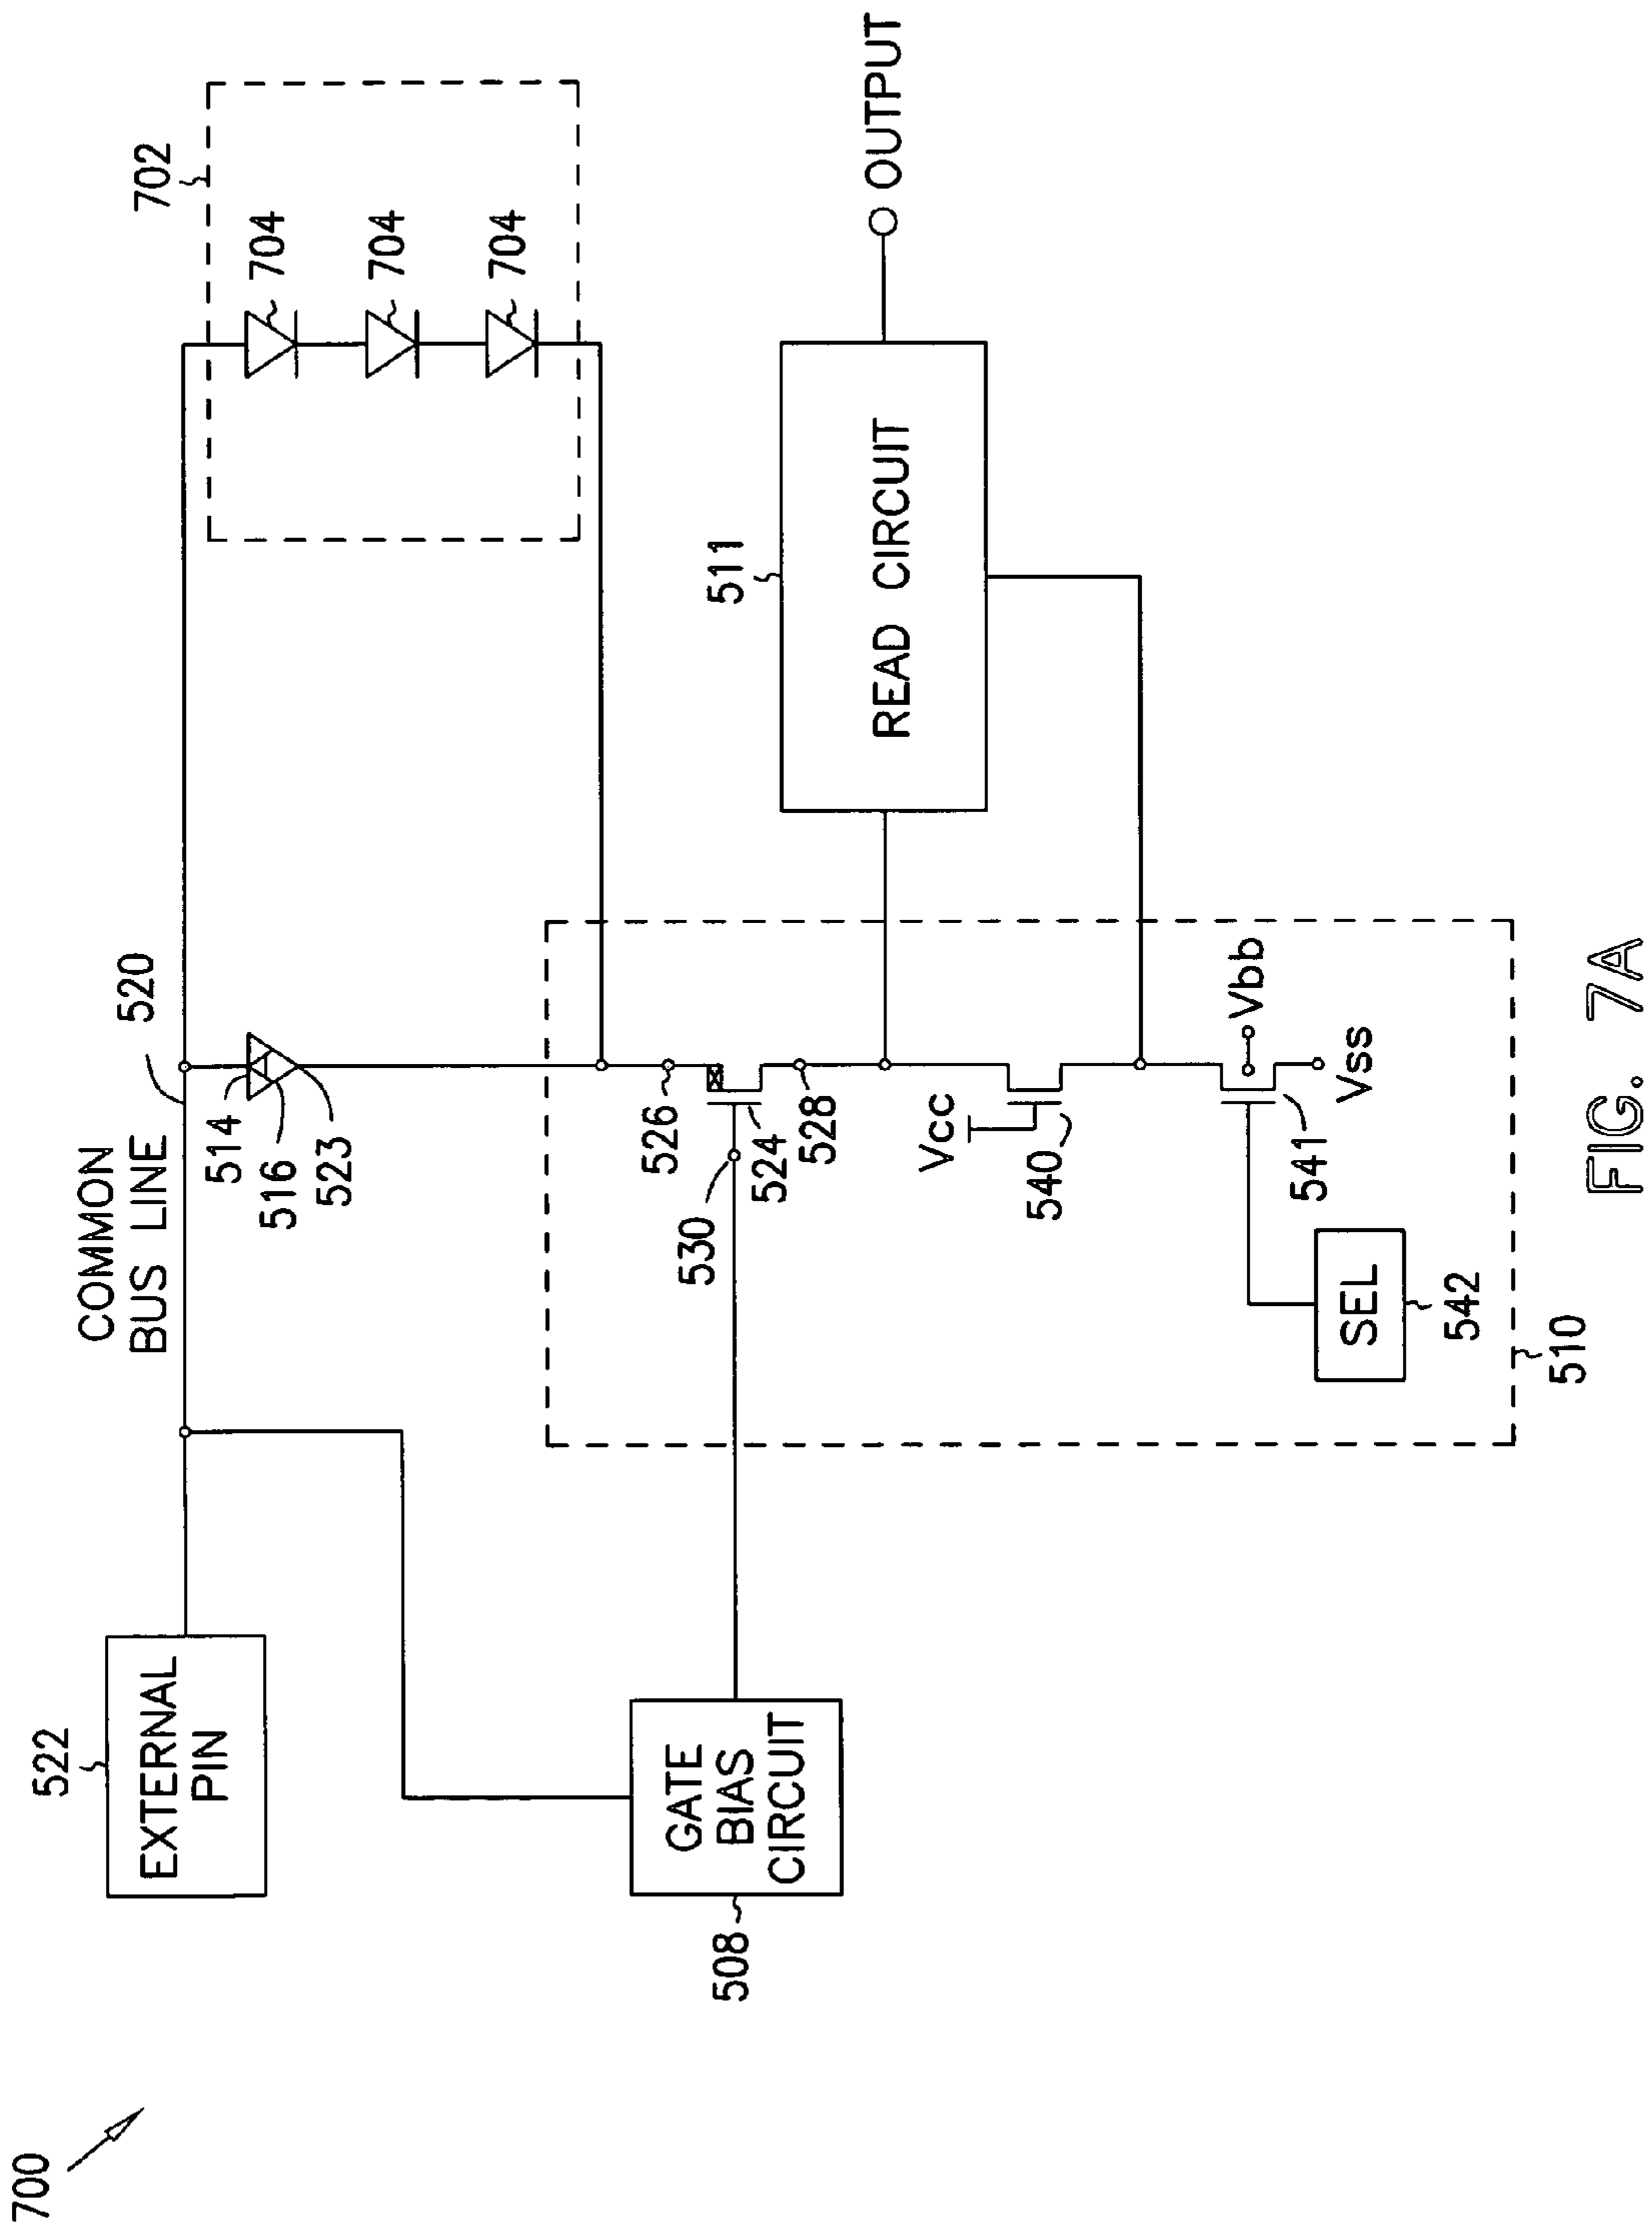 700
522
EXTERNAL
PIN
COMMON
BUS LINE
520
514
516
523
702
704
704
704
508
GATE
BIAS
CIRCUIT
530
526
524
528
Vcc
540
541
Vbb
Vss
SEL
542
510
511
READ CIRCUIT
OUTPUT
FIG. 7A